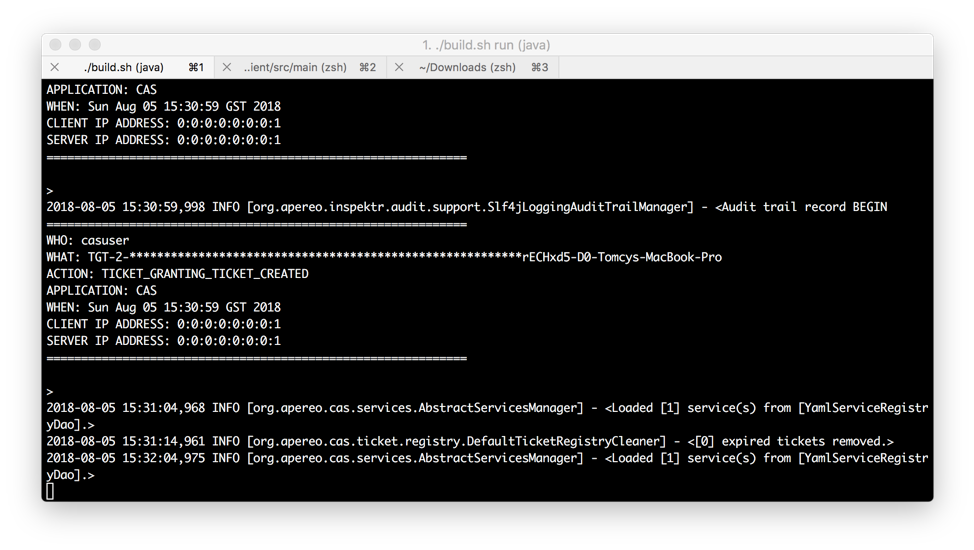 1. ./build.sh run (java)
./build.sh (java) ⌘1 ..ient/src/main (zsh) ⌘2 ~/Downloads (zsh) ⌘3
APPLICATION: CAS
WHEN: Sun Aug 05 15:30:59 GST 2018
CLIENT IP ADDRESS: 0:0:0:0:0:0:0:1
SERVER IP ADDRESS: 0:0:0:0:0:0:0:1
=============================================================
>
2018-08-05 15:30:59,998 INFO [org.apereo.inspektr.audit.support.Slf4jLoggingAuditTrailManager] - <Audit trail record BEGIN
=============================================================
WHO: casuser
WHAT: TGT-2-*********************************************************rECHxd5-D0-Tomcys-MacBook-Pro
ACTION: TICKET_GRANTING_TICKET_CREATED
APPLICATION: CAS
WHEN: Sun Aug 05 15:30:59 GST 2018
CLIENT IP ADDRESS: 0:0:0:0:0:0:0:1
SERVER IP ADDRESS: 0:0:0:0:0:0:0:1
=============================================================
>
2018-08-05 15:31:04,968 INFO [org.apereo.cas.services.AbstractServicesManager] - <Loaded [1] service(s) from [YamlServiceRegistr
yDao].>
2018-08-05 15:31:14,961 INFO [org.apereo.cas.ticket.registry.DefaultTicketRegistryCleaner] - <[0] expired tickets removed.>
2018-08-05 15:32:04,975 INFO [org.apereo.cas.services.AbstractServicesManager] - <Loaded [1] service(s) from [YamlServiceRegistr
yDao].>